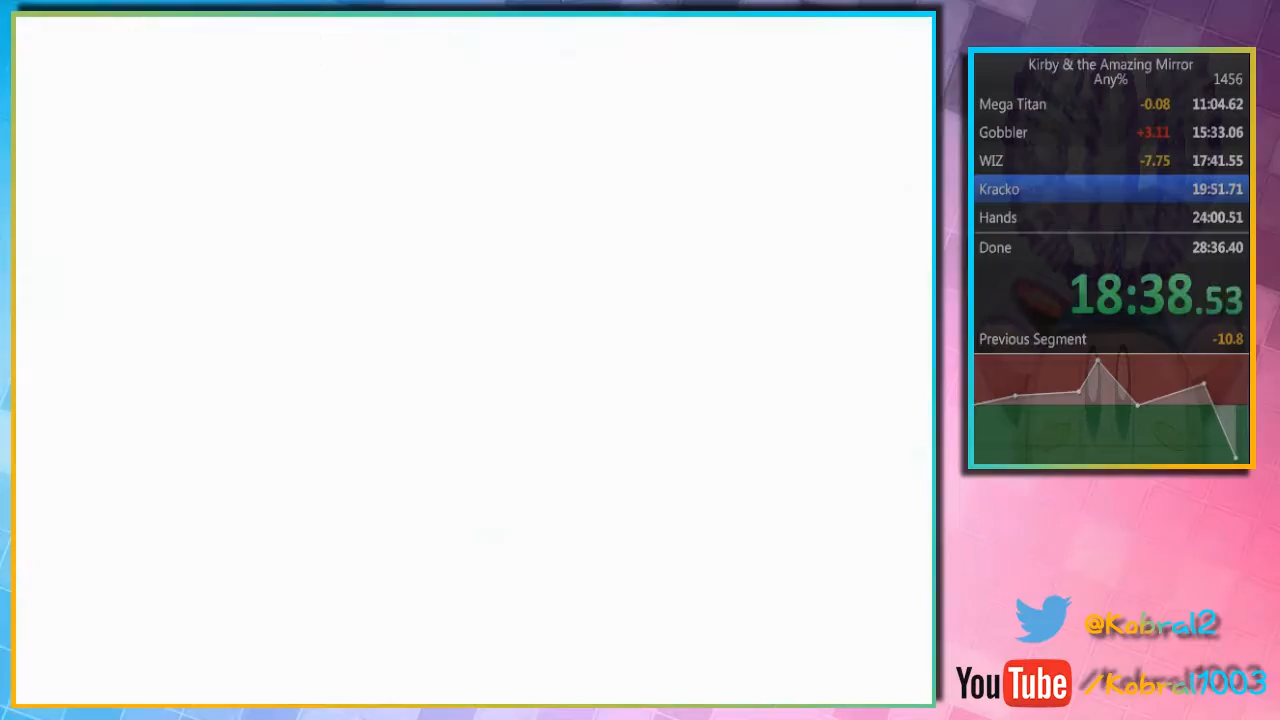 Kirby & the Amazing Mirror
Any% 1456
Mega Titan -0.08 11:04.62
Gobbler +3.11 15:33.06
WIZ -7.75 17:41.55
Kracko 19:51.71
Hands 24:00.51
Done 28:36.40
18:38.53
Previous Segment -10.8
@Kobral2
YouTube /Kobral1003